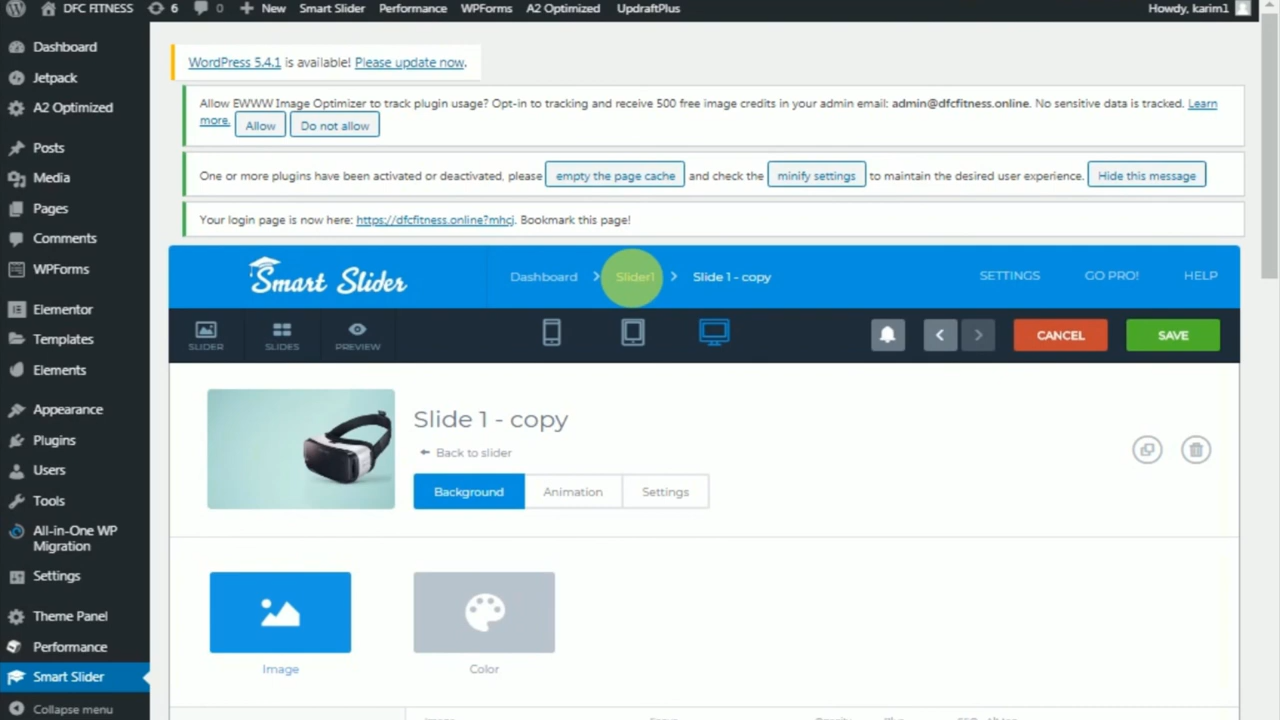 DFC FITNESS 6 0 New Smart Slider Performance WPForms A2 Optimized UpdraftPlus Howdy, karim1
Dashboard
Jetpack
A2 Optimized
Posts
Media
Pages
Comments
WPForms
Elementor
Templates
Elements
Appearance
Plugins
Users
Tools
All-in-One WP
Migration
Settings
Theme Panel
Performance
Smart Slider
Collapse menu
WordPress 5.4.1 is available! Please update now.
Allow EWWW Image Optimizer to track plugin usage? Opt-in to tracking and receive 500 free image credits in your admin email: admin@dfcfitness.online. No sensitive data is tracked. Learn
more. Allow Do not allow
One or more plugins have been activated or deactivated, please empty the page cache and check the minify settings to maintain the desired user experience. Hide this message
Your login page is now here: https://dfcfitness.online?mhcj. Bookmark this page!
Smart Slider Dashboard Slider1 Slide 1 - copy SETTINGS GO PRO! HELP
SLIDER SLIDES PREVIEW CANCEL SAVE
Slide 1 - copy
Back to slider
Background Animation Settings
Image Color